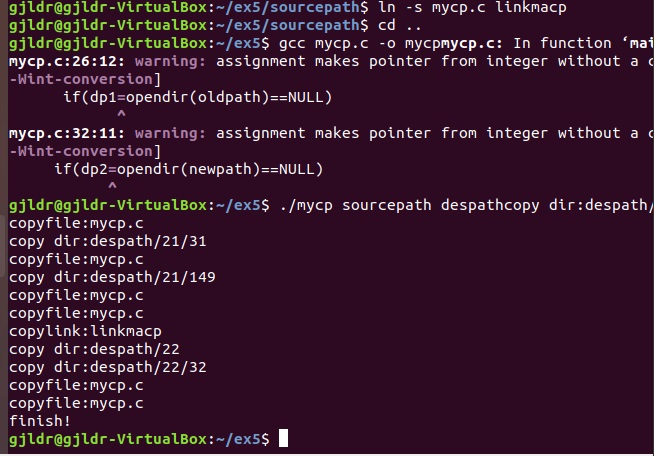 gjldr@gjldr-VirtualBox:~/ex5/sourcepath$ ln -s mycp.c linkmacp
gjldr@gjldr-VirtualBox:~/ex5/sourcepath$ cd ..
gjldr@gjldr-VirtualBox:~/ex5$ gcc mycp.c -o mycpmycp.c: In function ‘mai
mycp.c:26:12: warning: assignment makes pointer from integer without a c
-Wint-conversion]
if(dp1=opendir(oldpath)==NULL)
^
mycp.c:32:11: warning: assignment makes pointer from integer without a c
-Wint-conversion]
if(dp2=opendir(newpath)==NULL)
^
gjldr@gjldr-VirtualBox:~/ex5$ ./mycp sourcepath despathcopy dir:despath/
copyfile:mycp.c
copy dir:despath/21/31
copyfile:mycp.c
copy dir:despath/21/149
copyfile:mycp.c
copyfile:mycp.c
copylink:linkmacp
copy dir:despath/22
copy dir:despath/22/32
copyfile:mycp.c
copyfile:mycp.c
finish!
gjldr@gjldr-VirtualBox:~/ex5$